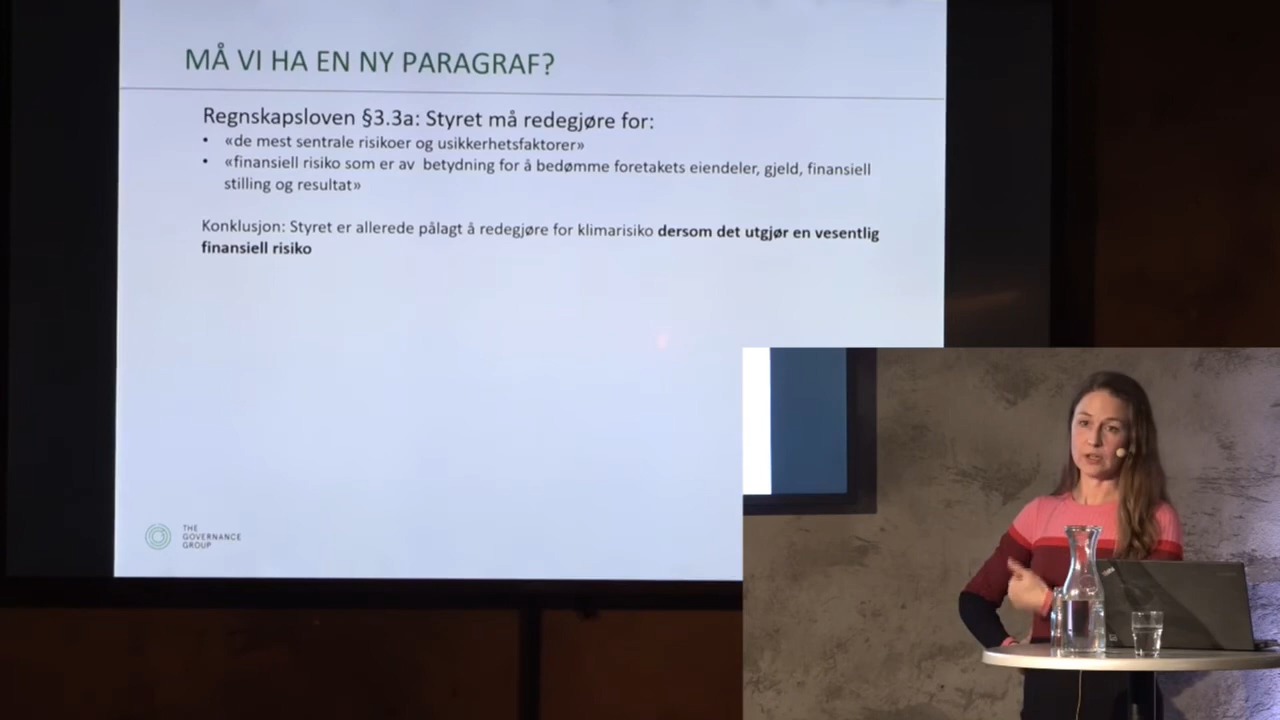 MÅ VI HA EN NY PARAGRAF?
Regnskapsloven §3.3a: Styret må redegjøre for:
• «de mest sentrale risikoer og usikkerhetsfaktorer»
• «finansiell risiko som er av betydning for å bedømme foretakets eiendeler, gjeld, finansiell
stilling og resultat»
Konklusjon: Styret er allerede pålagt å redegjøre for klimarisiko dersom det utgjør en vesentlig
finansiell risiko
THE
GOVERNANCE
GROUP